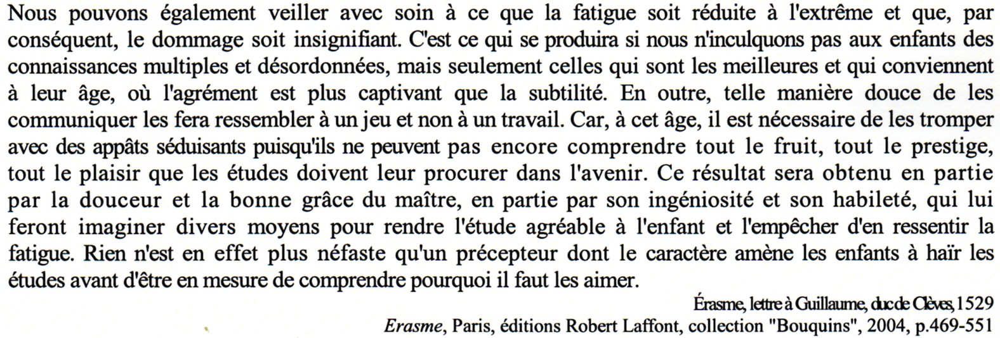 Nous pouvons également veiller avec soin à ce que la fatigue soit réduite à l'extrême et que, par
conséquent, le dommage soit insignifiant. C'est ce qui se produira si nous n'inculquons pas aux enfants des
connaissances multiples et désordonnées, mais seulement celles qui sont les meilleures et qui conviennent
à leur âge, où l'agrément est plus captivant que la subtilité. En outre, telle manière douce de les
communiquer les fera ressembler à un jeu et non à un travail. Car, à cet âge, il est nécessaire de les tromper
avec des appâts séduisants puisqu'ils ne peuvent pas encore comprendre tout le fruit, tout le prestige,
tout le plaisir que les études doivent leur procurer dans l'avenir. Ce résultat sera obtenu en partie
par la douceur et la bonne grâce du maître, en partie par son ingéniosité et son habileté, qui lui
feront imaginer divers moyens pour rendre l'étude agréable à l'enfant et l'empêcher d'en ressentir la
fatigue. Rien n'est en effet plus néfaste qu'un précepteur dont le caractère amène les enfants à haïr les
études avant d'être en mesure de comprendre pourquoi il faut les aimer.
Érasme, lettre à Guillaume, duc de Clèves, 1529
Erasme, Paris, éditions Robert Laffont, collection "Bouquins", 2004, p.469-551